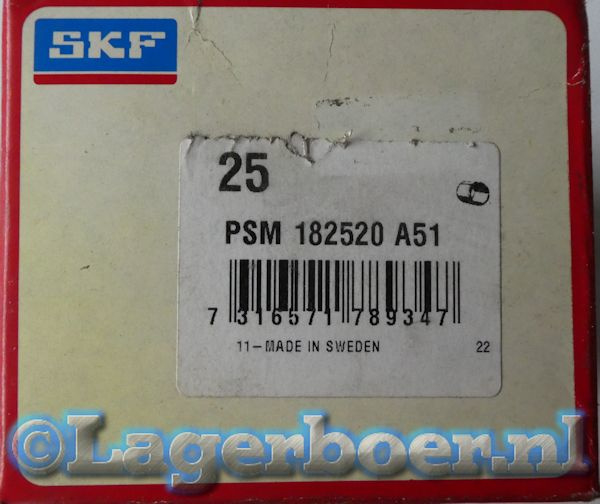 SKF
25
PSM 182520 A51
7 316571 789347
11-MADE IN SWEDEN 22
©Lagerboer.nl